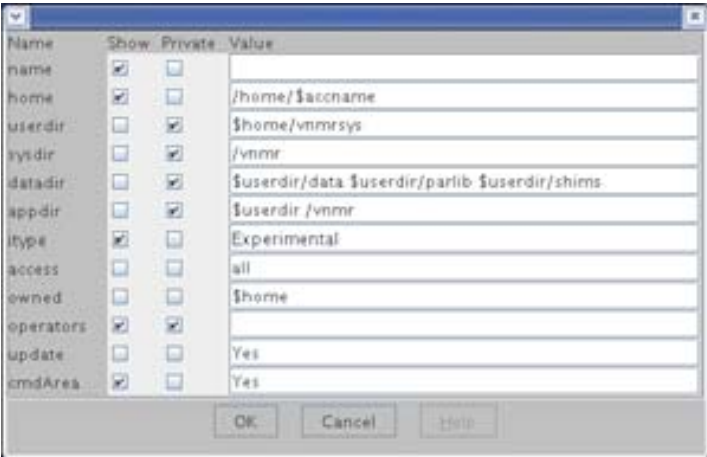 Name Show Private Value
name
home /home/$accname
userdir $home/vnmrsys
sysdir /vnmr
datadir $userdir/data $userdir/parlib $userdir/shims
appdir $userdir /vnmr
itype Experimental
access all
owned $home
operators
update Yes
cmdArea Yes
OK Cancel Help